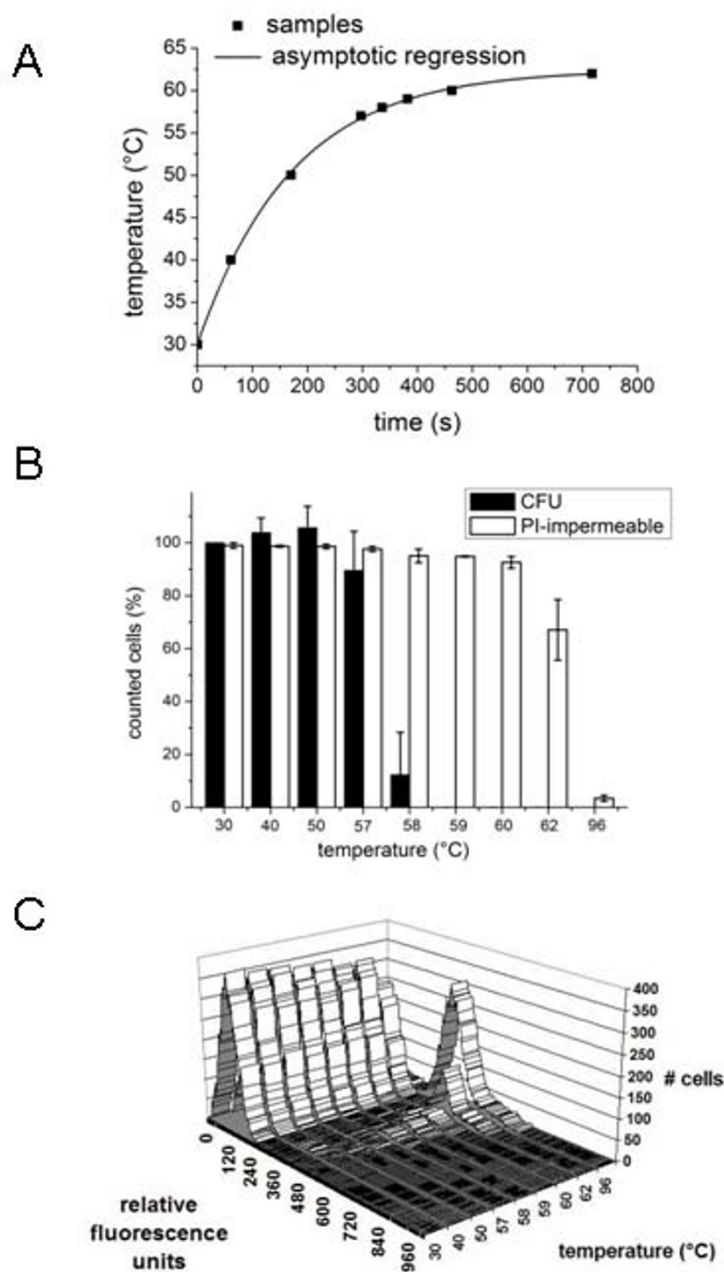 A
samples
asymptotic regression
65
60
55
50
45
40
35
30
temperature (°C)
0 100 200 300 400 500 600 700 800
time (s)
B
CFU
PI-impermeable
100
80
60
40
20
0
counted cells (%)
30 40 50 57 58 59 60 62 96
temperature (°C)
C
400
350
300
250
200
150
100
50
0
# cells
0
120
240
360
480
600
720
840
960
relative
fluorescence
units
30 40 50 57 58 59 60 62 96
temperature (°C)